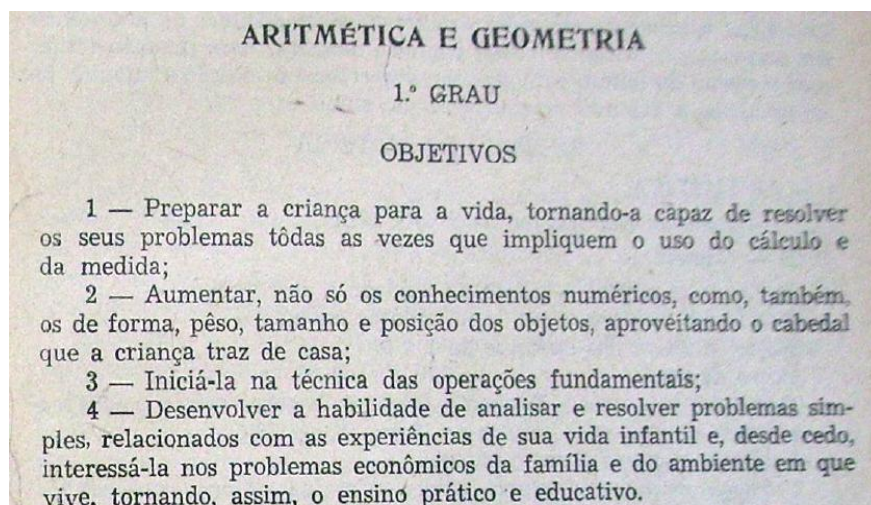 ARITMÉTICA E GEOMETRIA
1.º GRAU
OBJETIVOS
1 — Preparar a criança para a vida, tornando-a capaz de resolver
os seus problemas tôdas as vezes que impliquem o uso do cálculo e
da medida;
2 — Aumentar, não só os conhecimentos numéricos, como, também,
os de forma, pêso, tamanho e posição dos objetos, aproveitando o cabedal
que a criança traz de casa;
3 — Iniciá-la na técnica das operações fundamentais;
4 — Desenvolver a habilidade de analisar e resolver problemas sim-
ples, relacionados com as experiências de sua vida infantil e, desde cedo,
interessá-la nos problemas econômicos da família e do ambiente em que
vive, tornando, assim, o ensino prático e educativo.